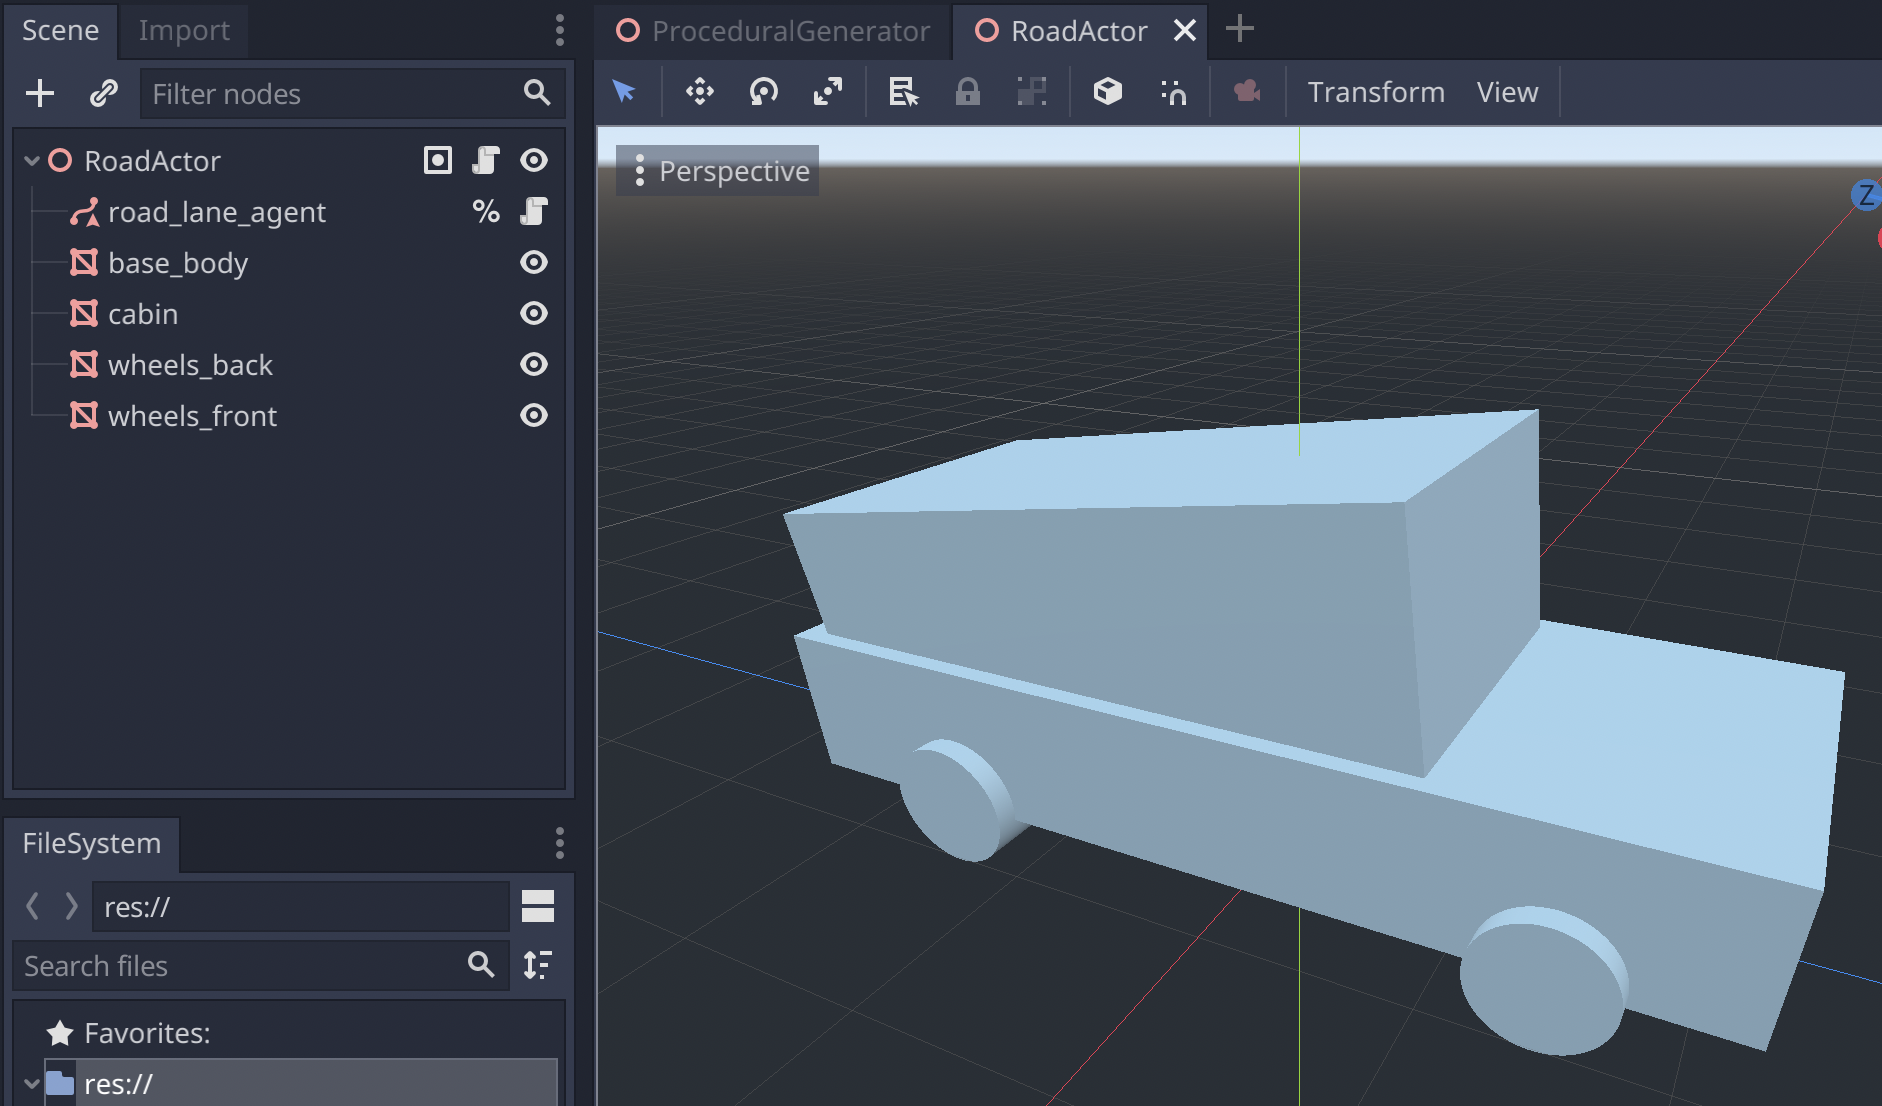 Scene
Import
Filter nodes
RoadActor
road_lane_agent
%
base_body
cabin
wheels_back
wheels_front
FileSystem
res://
Search files
Favorites:
res://
ProceduralGenerator
RoadActor
Transform
View
Perspective
Z